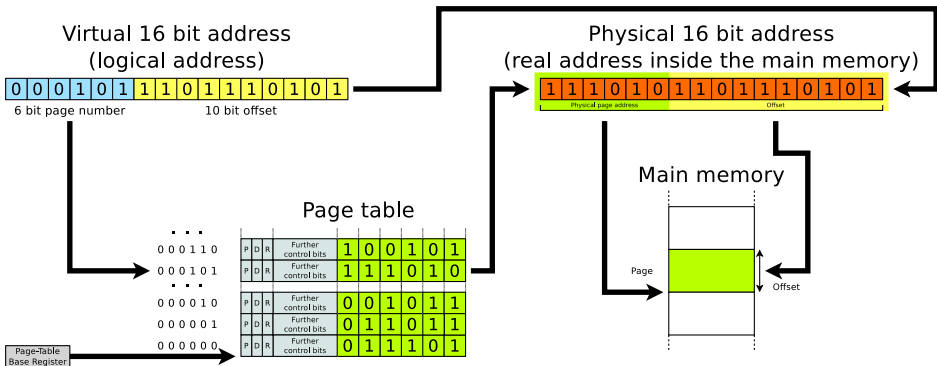 Virtual 16 bit address
(logical address)
0 0 0 1 0 1 1 1 0 1 1 1 0 1 0 1
6 bit page number 10 bit offset
Physical 16 bit address
(real address inside the main memory)
1 1 1 0 1 0 1 1 0 1 1 1 0 1 0 1
Physical page address Offset
Page table
. . .
0 0 0 1 1 0 P D R Further control bits 1 0 0 1 0 1
0 0 0 1 0 1 P D R Further control bits 1 1 1 0 1 0
. . .
0 0 0 0 1 0 P D R Further control bits 0 0 1 0 1 1
0 0 0 0 0 1 P D R Further control bits 0 1 1 0 1 1
0 0 0 0 0 0 P D R Further control bits 0 1 1 1 0 1
Page-Table
Base Register
Main memory
Page
Offset